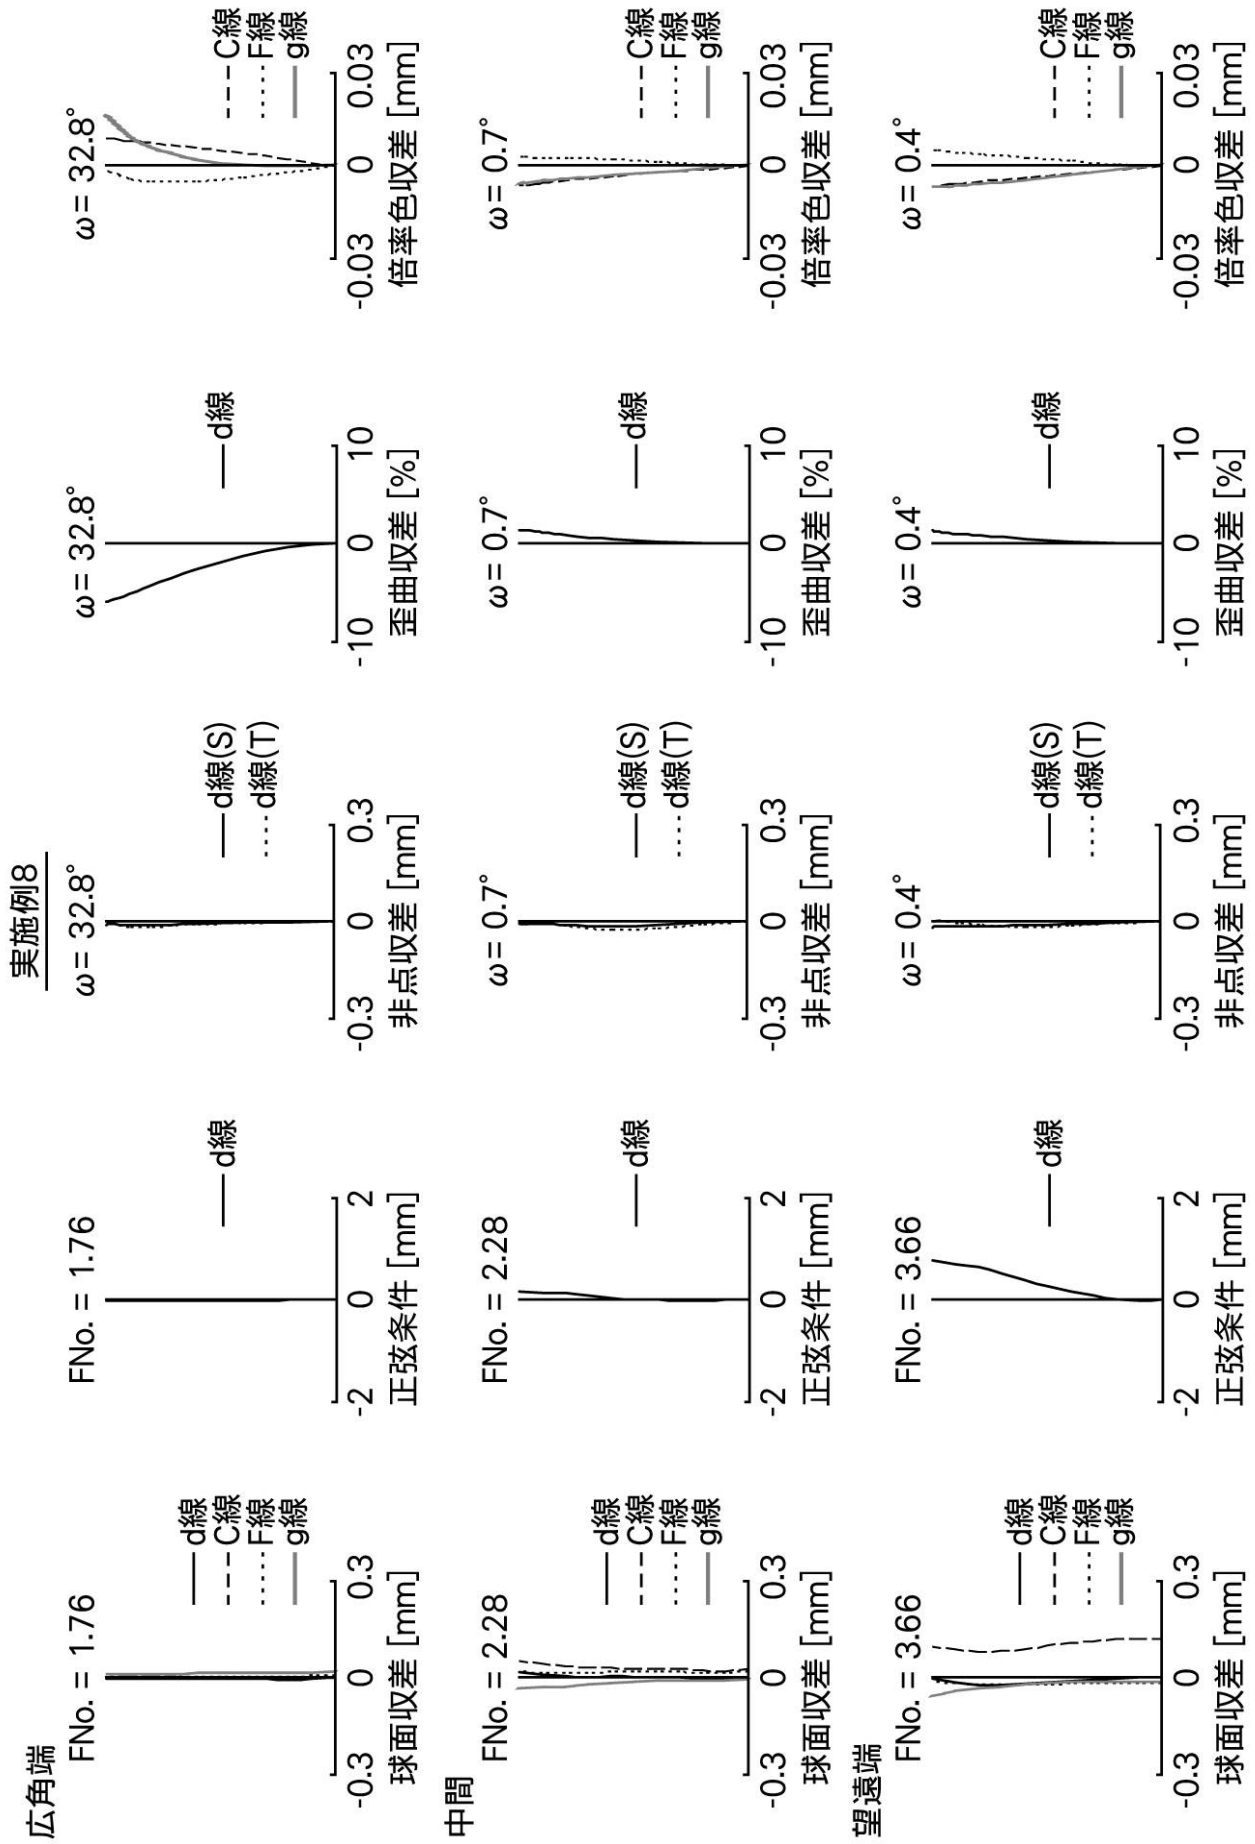 実施例8
広角端
FNo. = 1.76
d線
C線
F線
g線
-0.3 0 0.3
球面収差 [mm]
FNo. = 1.76
d線
-2 0 2
正弦条件 [mm]
ω= 32.8°
d線(S)
d線(T)
-0.3 0 0.3
非点収差 [mm]
ω= 32.8°
d線
-10 0 10
歪曲収差 [%]
ω= 32.8°
C線
F線
g線
-0.03 0 0.03
倍率色収差 [mm]
中間
FNo. = 2.28
d線
C線
F線
g線
-0.3 0 0.3
球面収差 [mm]
FNo. = 2.28
d線
-2 0 2
正弦条件 [mm]
ω= 0.7°
d線(S)
d線(T)
-0.3 0 0.3
非点収差 [mm]
ω= 0.7°
d線
-10 0 10
歪曲収差 [%]
ω= 0.7°
C線
F線
g線
-0.03 0 0.03
倍率色収差 [mm]
望遠端
FNo. = 3.66
d線
C線
F線
g線
-0.3 0 0.3
球面収差 [mm]
FNo. = 3.66
d線
-2 0 2
正弦条件 [mm]
ω= 0.4°
d線(S)
d線(T)
-0.3 0 0.3
非点収差 [mm]
ω= 0.4°
d線
-10 0 10
歪曲収差 [%]
ω= 0.4°
C線
F線
g線
-0.03 0 0.03
倍率色収差 [mm]